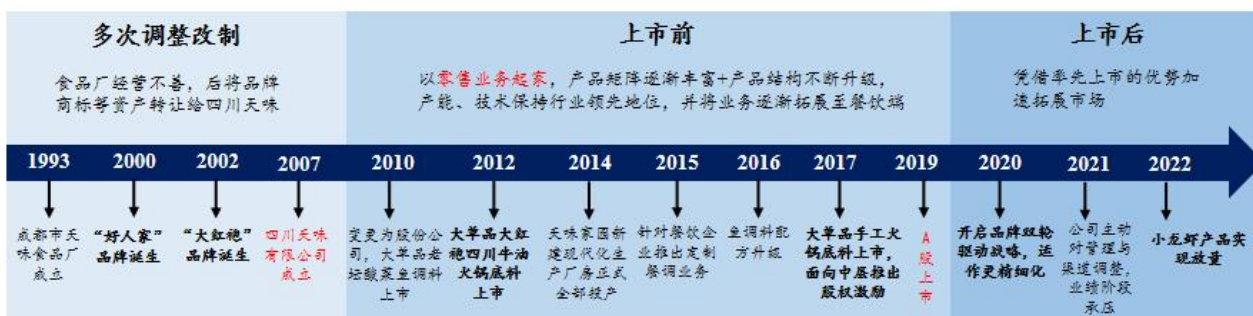 多次调整改制
食品厂经营不善，后将品牌
商标等资产转让给四川天味
上市前
以零售业务起家，产品矩阵逐渐丰富+产品结构不断升级，
产能、技术保持行业领先地位，并将业务逐渐拓展至餐饮端
上市后
凭借率先上市的优势加
速拓展市场
1993
2000
2002
2007
2010
2012
2014
2015
2016
2017
2019
2020
2021
2022
成都市天
味食品厂
成立
“好人家”
品牌诞生
“大红袍”
品牌诞生
四川天味
有限公司
成立
变更为股份公
司，大单品老
坛酸菜鱼调料
上市
大单品大红
袍四川牛油
火锅底料
上市
天味家园新
建现代化生
产厂房正式
全部投产
针对餐饮企
业推出定制
餐调业务
鱼调料配
方升级
大单品手工火
锅底料上市，
面向中层推出
股权激励
A
股
上
市
开启品牌双轮
驱动战略，运
作更精细化
公司主动
对管理与
渠道调整，
业绩阶段
承压
小龙虾产品实
现放量